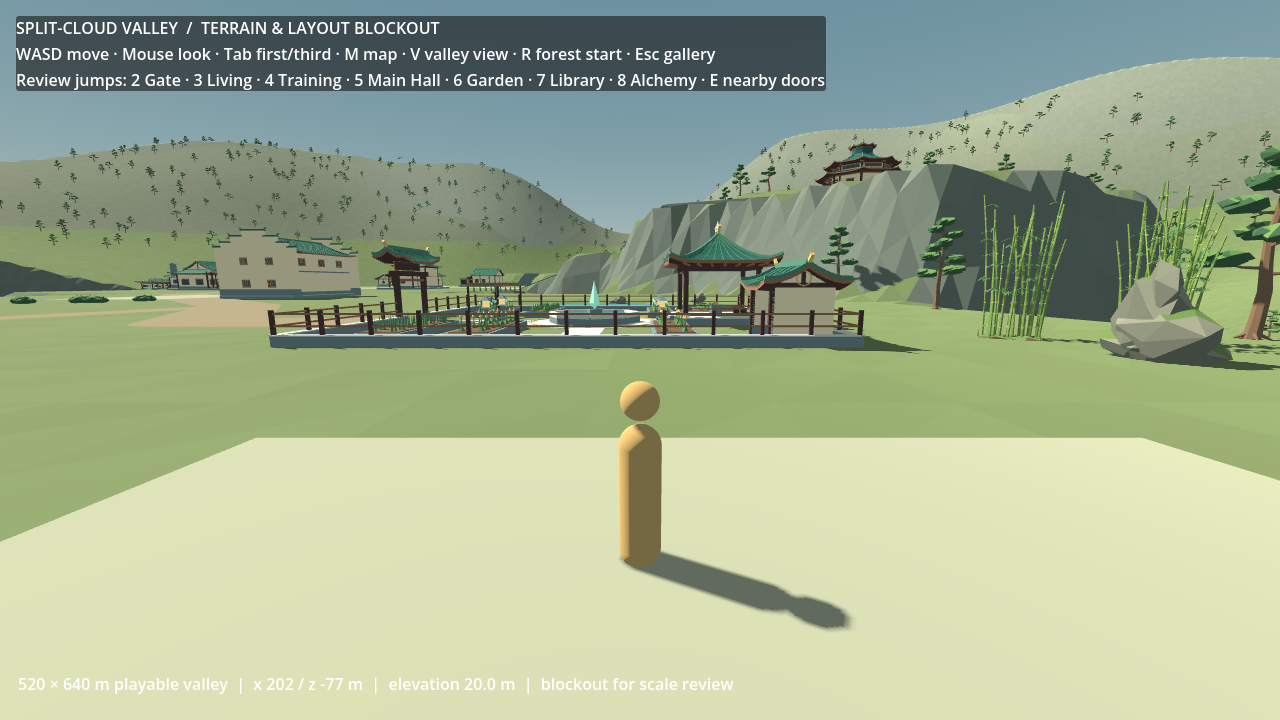 SPLIT-CLOUD VALLEY / TERRAIN & LAYOUT BLOCKOUT
WASD move · Mouse look · Tab first/third · M map · V valley view · R forest start · Esc gallery
Review jumps: 2 Gate · 3 Living · 4 Training · 5 Main Hall · 6 Garden · 7 Library · 8 Alchemy · E nearby doors
520 × 640 m playable valley | x 202 / z -77 m | elevation 20.0 m | blockout for scale review